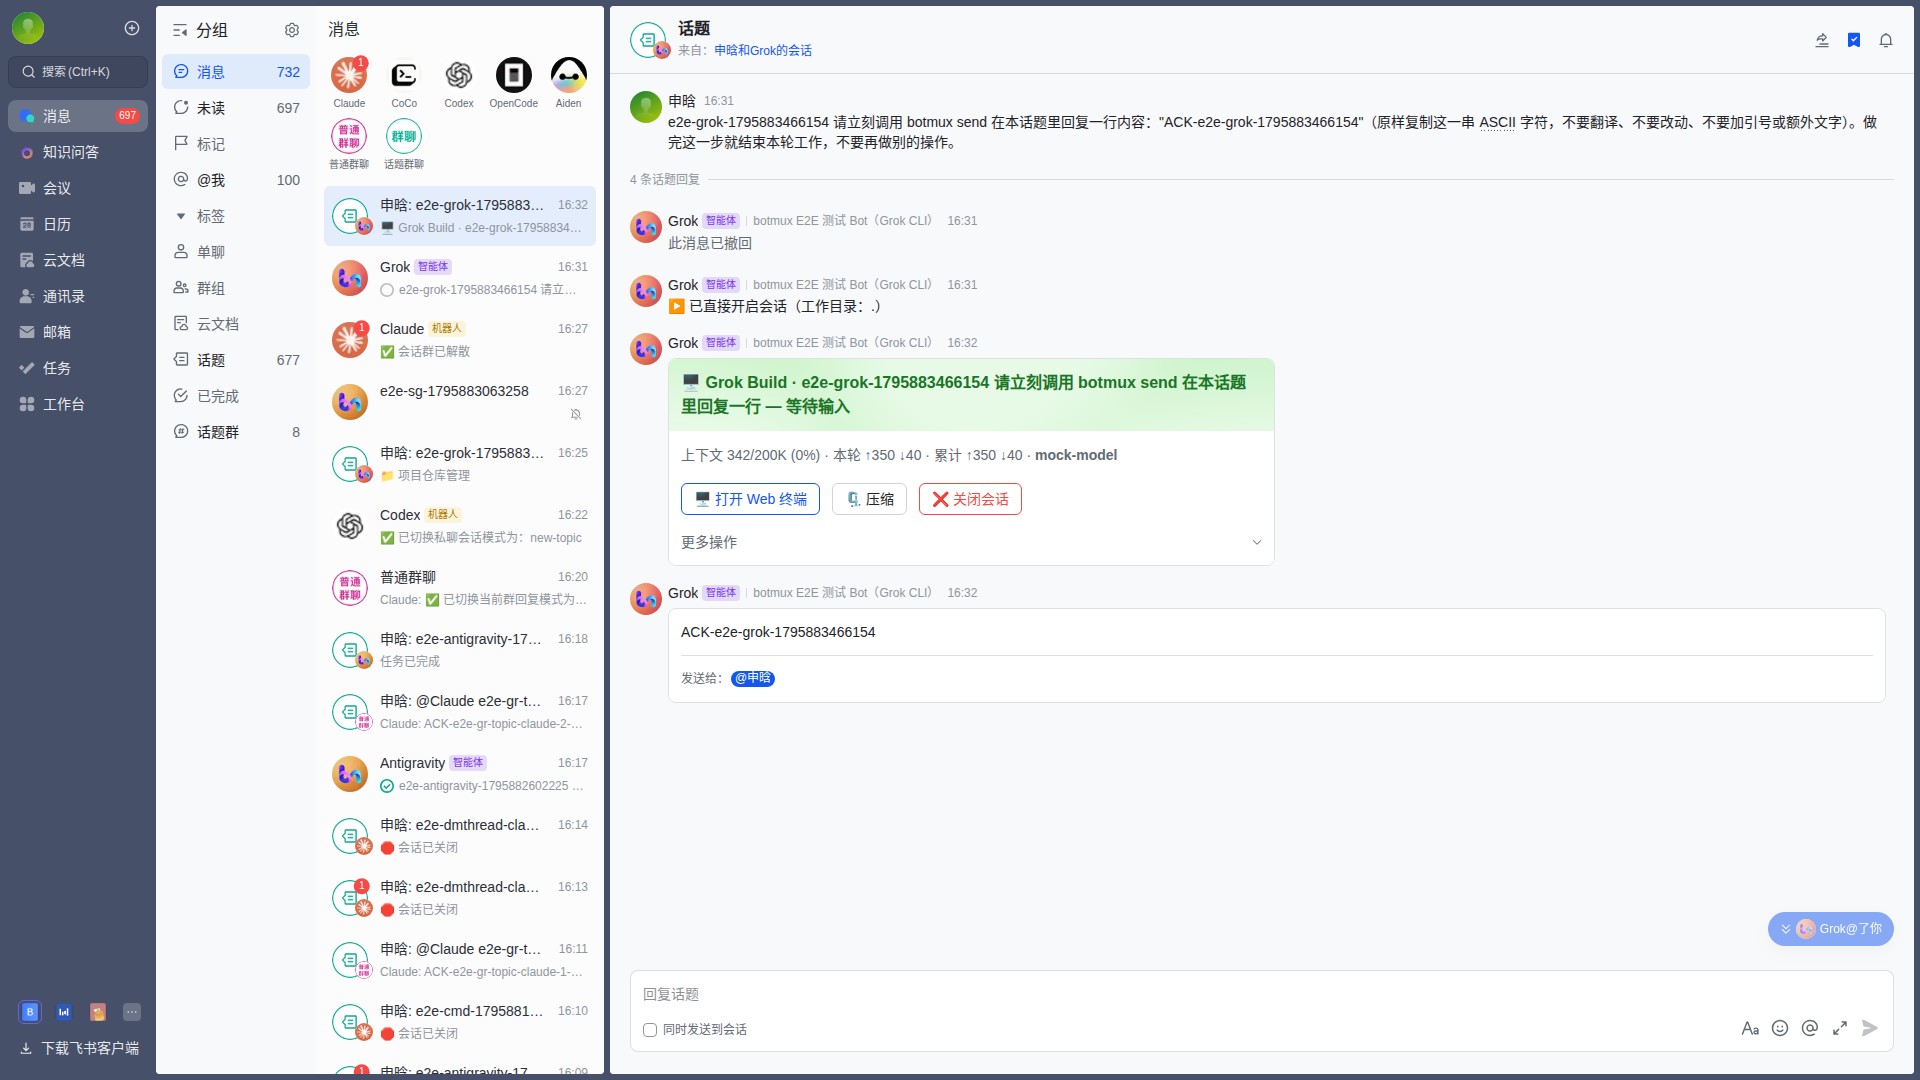 搜索 (Ctrl+K)
消息
697
知识问答
会议
日历
云文档
通讯录
邮箱
任务
工作台
下载飞书客户端
分组
消息 732
未读 697
标记
@我 100
标签
单聊
群组
云文档
话题 677
已完成
话题群 8
消息
1
Claude
CoCo
Codex
OpenCode
Aiden
普通群聊
普通群聊
群聊
话题群聊
申晗: e2e-grok-1795883... 16:32
Grok Build · e2e-grok-17958834...
Grok 智能体 16:31
e2e-grok-1795883466154 请立...
1
Claude 机器人 16:27
会话群已解散
e2e-sg-1795883063258 16:27
申晗: e2e-grok-1795883... 16:25
项目仓库管理
Codex 机器人 16:22
已切换私聊会话模式为：new-topic
普通群聊
普通群聊 16:20
Claude: 已切换当前群回复模式为...
申晗: e2e-antigravity-17... 16:18
任务已完成
申晗: @Claude e2e-gr-t... 16:17
Claude: ACK-e2e-gr-topic-claude-2-...
Antigravity 智能体 16:17
e2e-antigravity-1795882602225 ...
申晗: e2e-dmthread-cla... 16:14
会话已关闭
1
申晗: e2e-dmthread-cla... 16:13
会话已关闭
申晗: @Claude e2e-gr-t... 16:11
Claude: ACK-e2e-gr-topic-claude-1-...
申晗: e2e-cmd-1795881... 16:10
会话已关闭
1
申晗: e2e-antigravity-17... 16:09
话题
来自：申晗和Grok的会话
申晗 16:31
e2e-grok-1795883466154 请立刻调用 botmux send 在本话题里回复一行内容："ACK-e2e-grok-1795883466154"（原样复制这一串 ASCII 字符，不要翻译、不要改动、不要加引号或额外文字）。做
完这一步就结束本轮工作，不要再做别的操作。
4 条话题回复
Grok 智能体 botmux E2E 测试 Bot（Grok CLI） 16:31
此消息已撤回
Grok 智能体 botmux E2E 测试 Bot（Grok CLI） 16:31
已直接开启会话（工作目录：.）
Grok 智能体 botmux E2E 测试 Bot（Grok CLI） 16:32
Grok Build · e2e-grok-1795883466154 请立刻调用 botmux send 在本话题
里回复一行 — 等待输入
上下文 342/200K (0%) · 本轮 ↑350 ↓40 · 累计 ↑350 ↓40 · mock-model
打开 Web 终端
压缩
关闭会话
更多操作
Grok 智能体 botmux E2E 测试 Bot（Grok CLI） 16:32
ACK-e2e-grok-1795883466154
发送给：@申晗
Grok@了你
回复话题
同时发送到会话